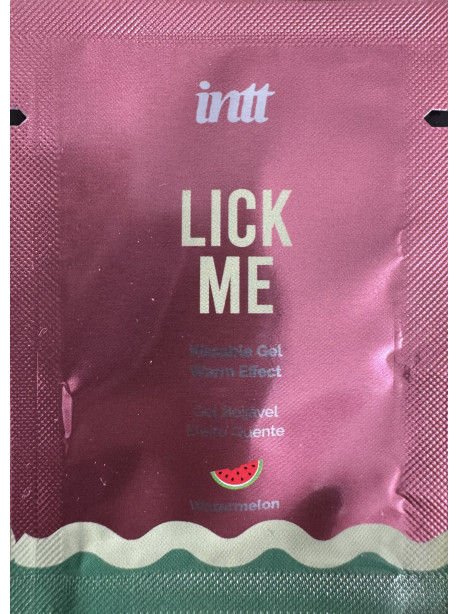 intt
LICK
ME
Kissable Gel
Warm Effect
Gel Beijável
Efeito Quente
Watermelon